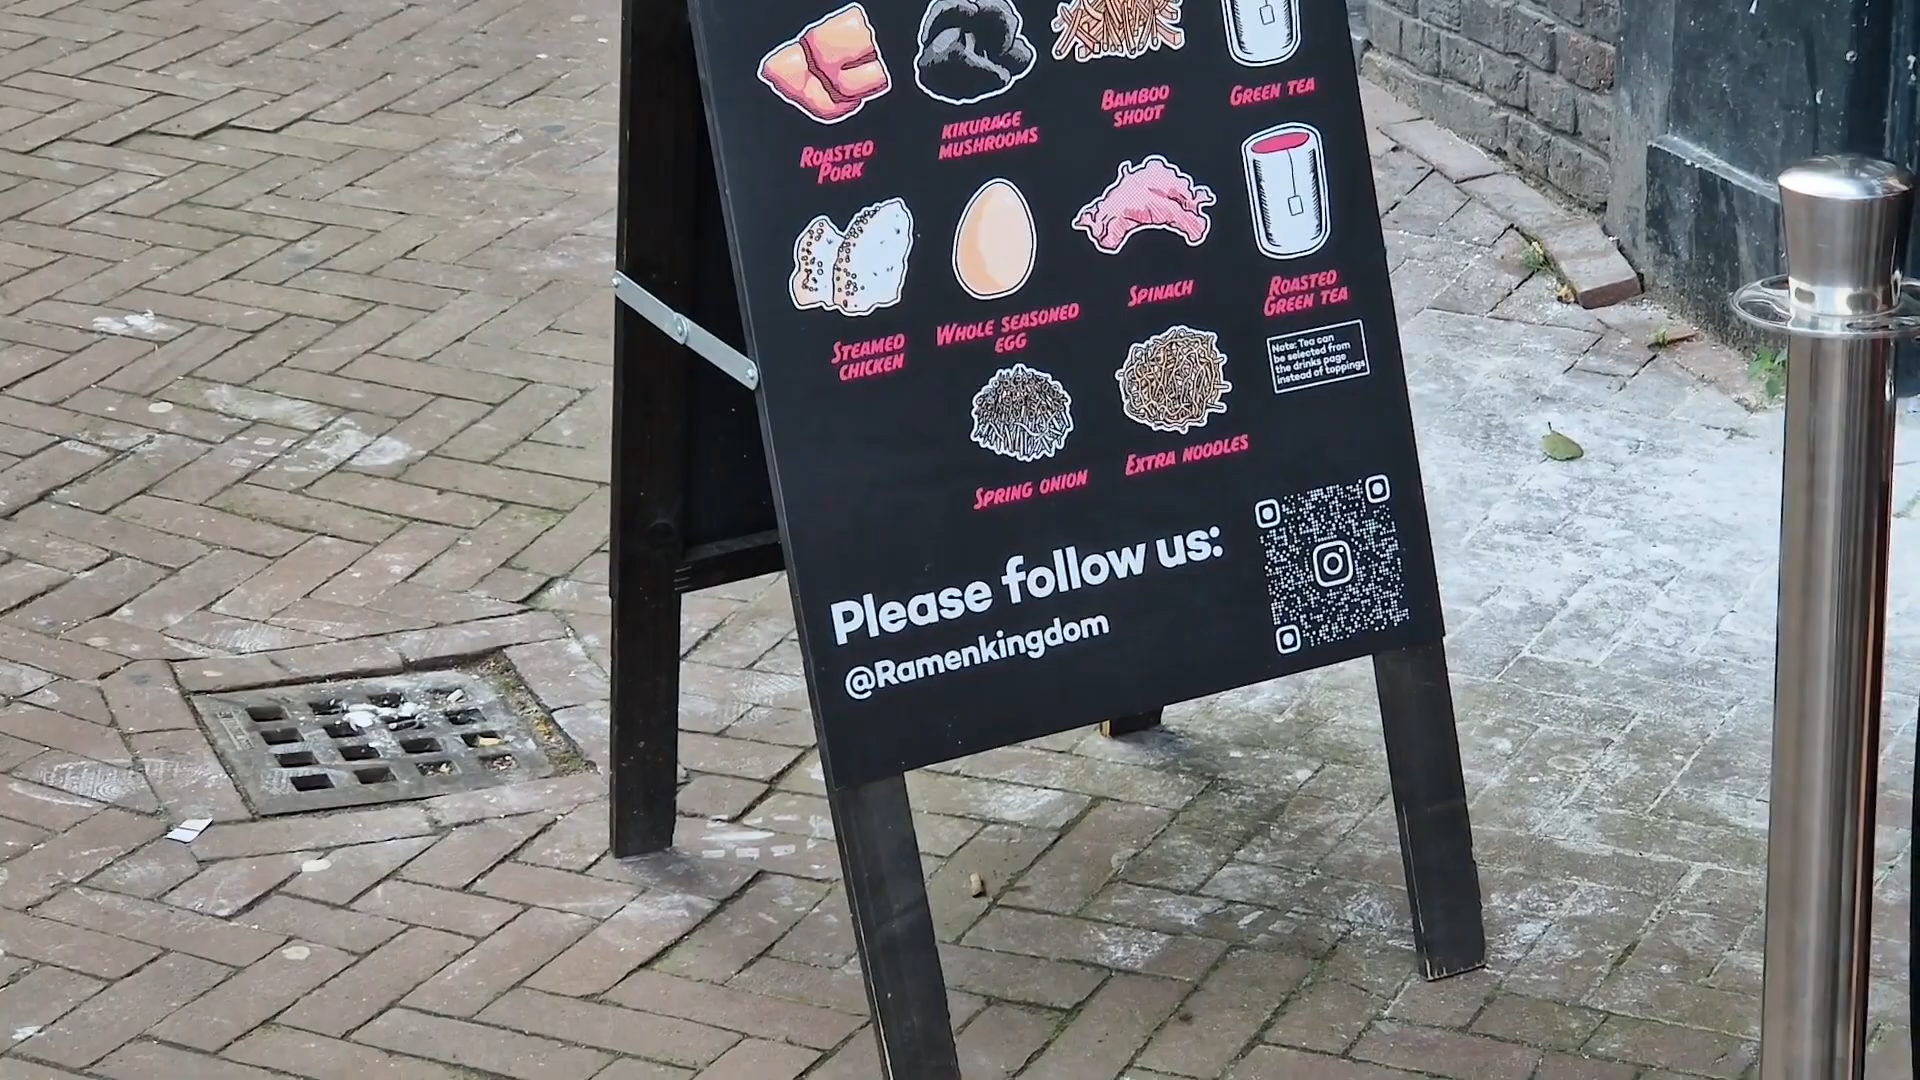 ROASTED
PORK
KIKURAGE
MUSHROOMS
BAMBOO
SHOOT
GREEN TEA
STEAMED
CHICKEN
WHOLE SEASONED
EGG
SPINACH
ROASTED
GREEN TEA
Note: Tea can
be selected from
the drinks page
instead of toppings
SPRING ONION
EXTRA NOODLES
Please follow us:
@Ramenkingdom